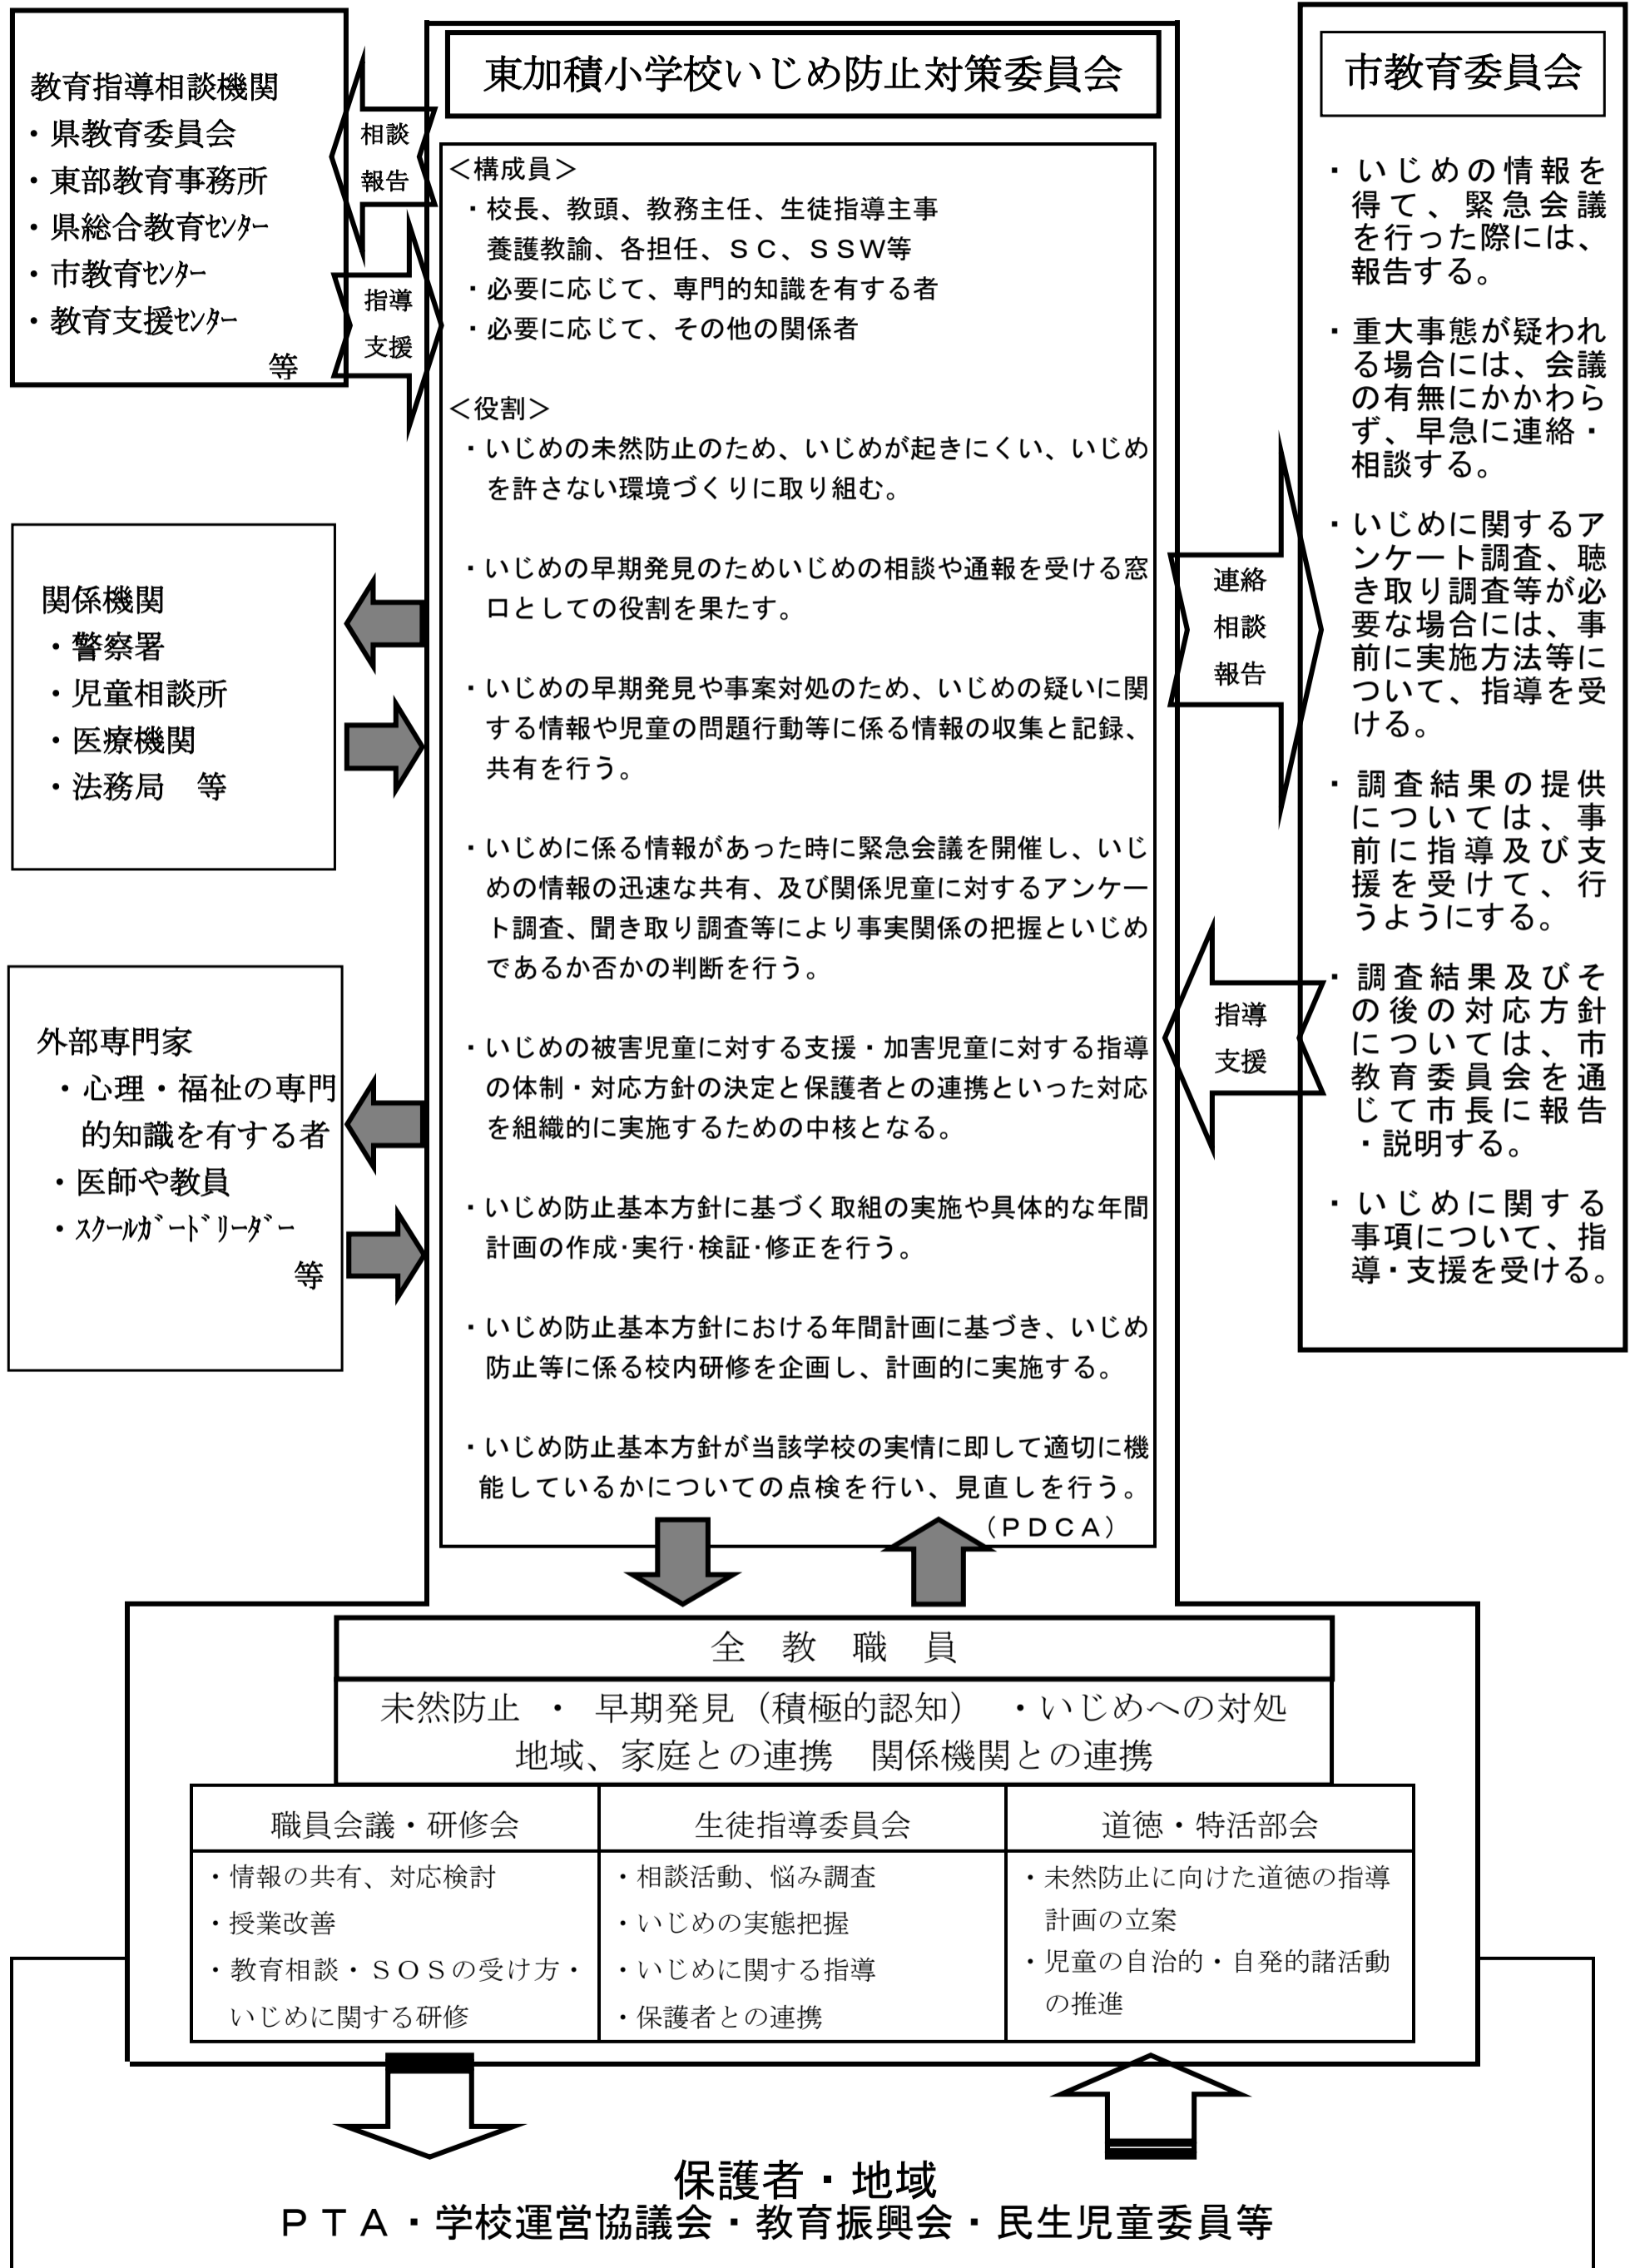 教育指導相談機関
・県教育委員会
・東部教育事務所
・県総合教育ｾﾝﾀｰ
・市教育ｾﾝﾀｰ
・教育支援ｾﾝﾀｰ
等
相談
報告
指導
支援
関係機関
・警察署
・児童相談所
・医療機関
・法務局　等
外部専門家
・心理・福祉の専門
的知識を有する者
・医師や教員
・ｽｸｰﾙｶﾞｰﾄﾞﾘｰﾀﾞｰ
等
東加積小学校いじめ防止対策委員会
＜構成員＞
・校長、教頭、教務主任、生徒指導主事
養護教諭、各担任、ＳＣ、ＳＳＷ等
・必要に応じて、専門的知識を有する者
・必要に応じて、その他の関係者
＜役割＞
・いじめの未然防止のため、いじめが起きにくい、いじめ
を許さない環境づくりに取り組む。
・いじめの早期発見のためいじめの相談や通報を受ける窓
口としての役割を果たす。
・いじめの早期発見や事案対処のため、いじめの疑いに関
する情報や児童の問題行動等に係る情報の収集と記録、
共有を行う。
・いじめに係る情報があった時に緊急会議を開催し、いじ
めの情報の迅速な共有、及び関係児童に対するアンケー
ト調査、聞き取り調査等により事実関係の把握といじめ
であるか否かの判断を行う。
・いじめの被害児童に対する支援・加害児童に対する指導
の体制・対応方針の決定と保護者との連携といった対応
を組織的に実施するための中核となる。
・いじめ防止基本方針に基づく取組の実施や具体的な年間
計画の作成･実行･検証･修正を行う。
・いじめ防止基本方針における年間計画に基づき、いじめ
防止等に係る校内研修を企画し、計画的に実施する。
・いじめ防止基本方針が当該学校の実情に即して適切に機
能しているかについての点検を行い、見直しを行う。
（ＰＤＣＡ）
連絡
相談
報告
指導
支援
市教育委員会
・いじめの情報を
得て、緊急会議
を行った際には、
報告する。
・重大事態が疑われ
る場合には、会議
の有無にかかわら
ず、早急に連絡・
相談する。
・いじめに関するア
ンケート調査、聴
き取り調査等が必
要な場合には、事
前に実施方法等に
ついて、指導を受
ける。
・調査結果の提供
については、事
前に指導及び支
援を受けて、行
うようにする。
・調査結果及びそ
の後の対応方針
については、市
教育委員会を通
じて市長に報告
・説明する。
・いじめに関する
事項について、指
導･支援を受ける。
全　教　職　員
未然防止　・　早期発見（積極的認知）　・いじめへの対処
地域、家庭との連携　関係機関との連携
職員会議・研修会
・情報の共有、対応検討
・授業改善
・教育相談・ＳＯＳの受け方・
いじめに関する研修
生徒指導委員会
・相談活動、悩み調査
・いじめの実態把握
・いじめに関する指導
・保護者との連携
道徳・特活部会
・未然防止に向けた道徳の指導
計画の立案
・児童の自治的・自発的諸活動
の推進
保護者・地域
ＰＴＡ・学校運営協議会・教育振興会・民生児童委員等